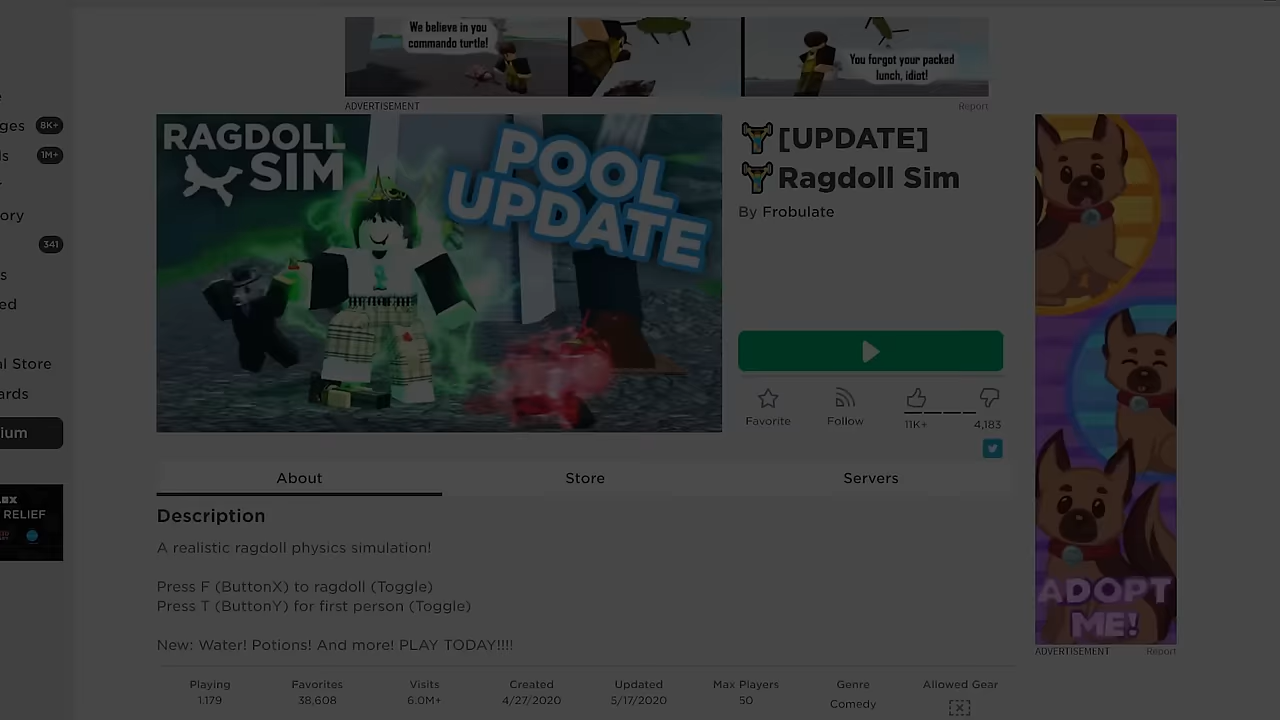 We believe in you
commando turtle!
You forgot your packed
lunch, idiot!
ADVERTISEMENT
Report
ges
8K+
ls
1M+
ory
341
s
ed
al Store
ards
ium
RELIEF
RAGDOLL
SIM
POOL
UPDATE
[UPDATE]
Ragdoll Sim
By Frobulate
Favorite
Follow
11K+
4,183
About
Store
Servers
Description
A realistic ragdoll physics simulation!
Press F (ButtonX) to ragdoll (Toggle)
Press T (ButtonY) for first person (Toggle)
New: Water! Potions! And more! PLAY TODAY!!!!
Playing
Favorites
Visits
Created
Updated
Max Players
Genre
Allowed Gear
1,179
38,608
6.0M+
4/27/2020
5/17/2020
50
Comedy
ADOPT
ME!
ADVERTISEMENT
Report